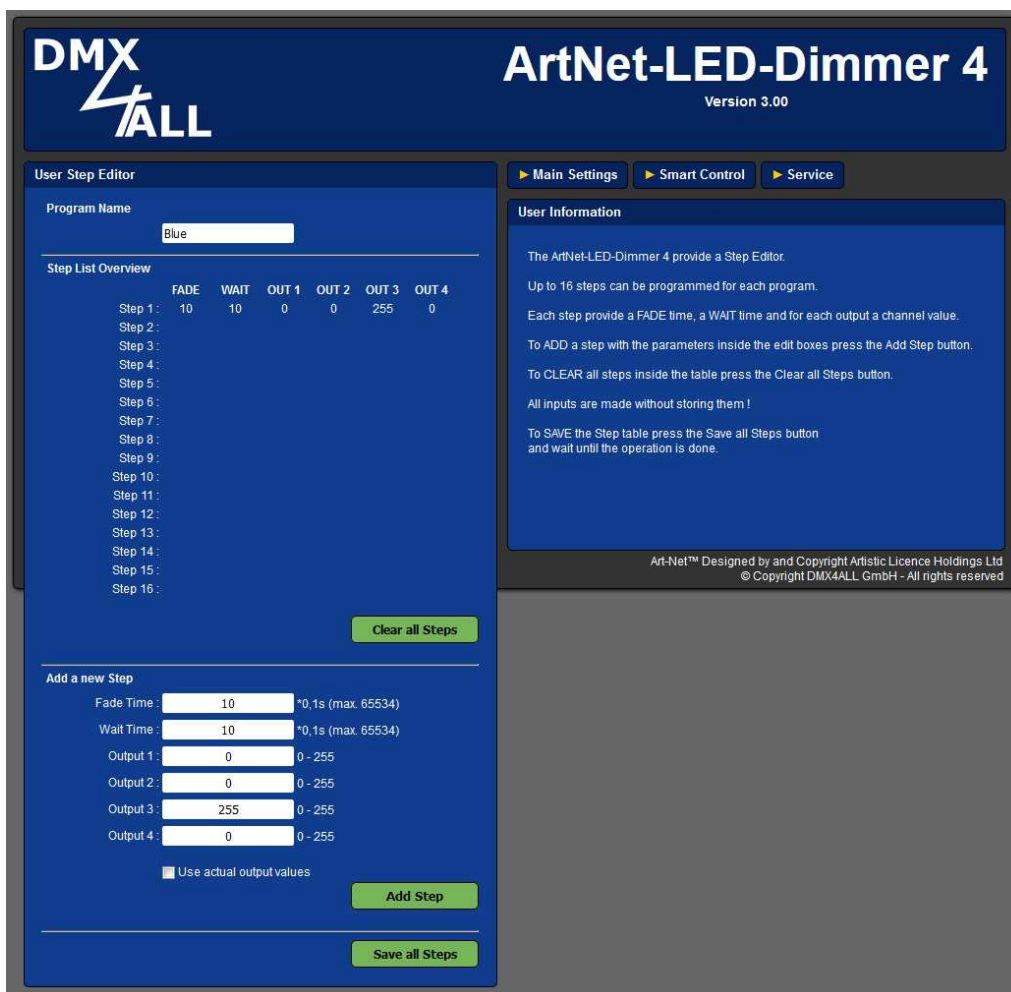 DMX
4ALL
ArtNet-LED-Dimmer 4
Version 3.00
User Step Editor
Program Name
Blue
Step List Overview
FADE WAIT OUT 1 OUT 2 OUT 3 OUT 4
Step 1 : 10 10 0 0 255 0
Step 2 :
Step 3 :
Step 4 :
Step 5 :
Step 6 :
Step 7 :
Step 8 :
Step 9 :
Step 10 :
Step 11 :
Step 12 :
Step 13 :
Step 14 :
Step 15 :
Step 16 :
Clear all Steps
Add a new Step
Fade Time : 10 *0,1s (max. 65534)
Wait Time : 10 *0,1s (max. 65534)
Output 1 : 0 0 - 255
Output 2 : 0 0 - 255
Output 3 : 255 0 - 255
Output 4 : 0 0 - 255
Use actual output values
Add Step
Save all Steps
Main Settings Smart Control Service
User Information
The ArtNet-LED-Dimmer 4 provide a Step Editor.
Up to 16 steps can be programmed for each program.
Each step provide a FADE time, a WAIT time and for each output a channel value.
To ADD a step with the parameters inside the edit boxes press the Add Step button.
To CLEAR all steps inside the table press the Clear all Steps button.
All inputs are made without storing them !
To SAVE the Step table press the Save all Steps button
and wait until the operation is done.
Art-Net™ Designed by and Copyright Artistic Licence Holdings Ltd
© Copyright DMX4ALL GmbH - All rights reserved